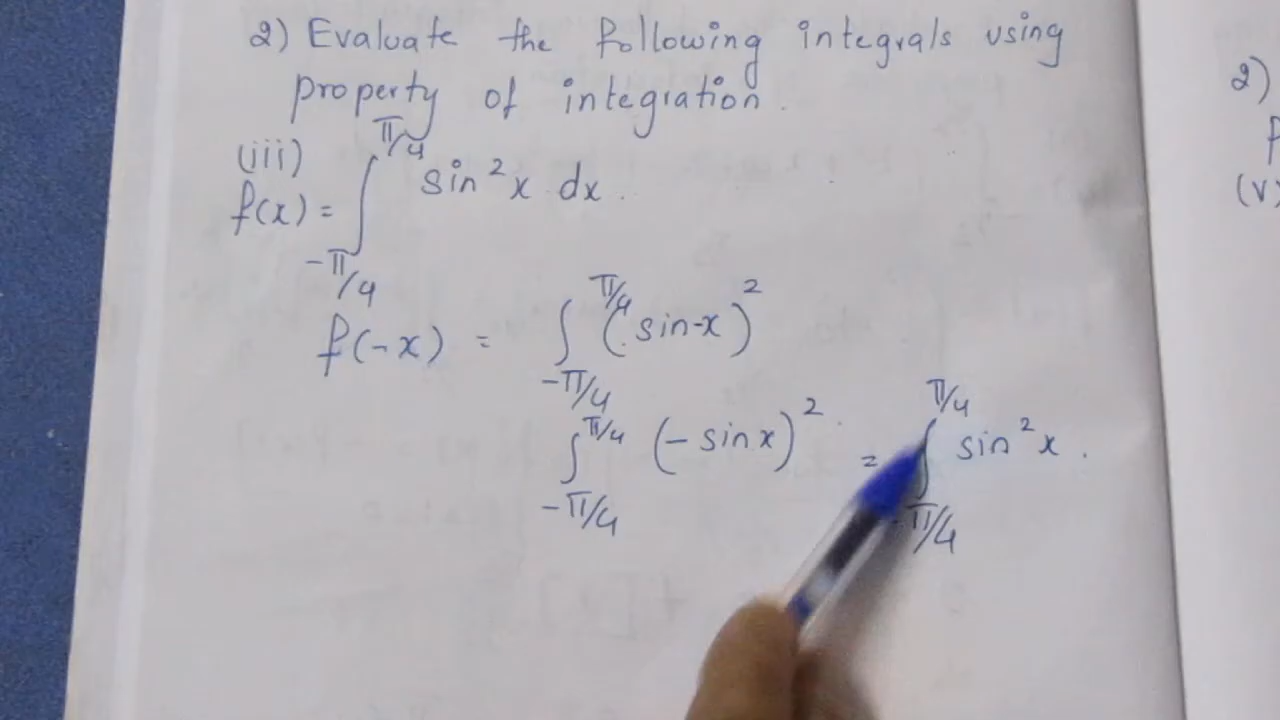 2) Evaluate the following integrals using
property of integration.
(iii)
f(x) = ∫_{-π/4}^{π/4} sin²x dx.
f(-x) = ∫_{-π/4}^{π/4} (sin-x)²
∫_{-π/4}^{π/4} (-sinx)² = ∫_{-π/4}^{π/4} sin²x.
2)
(v)